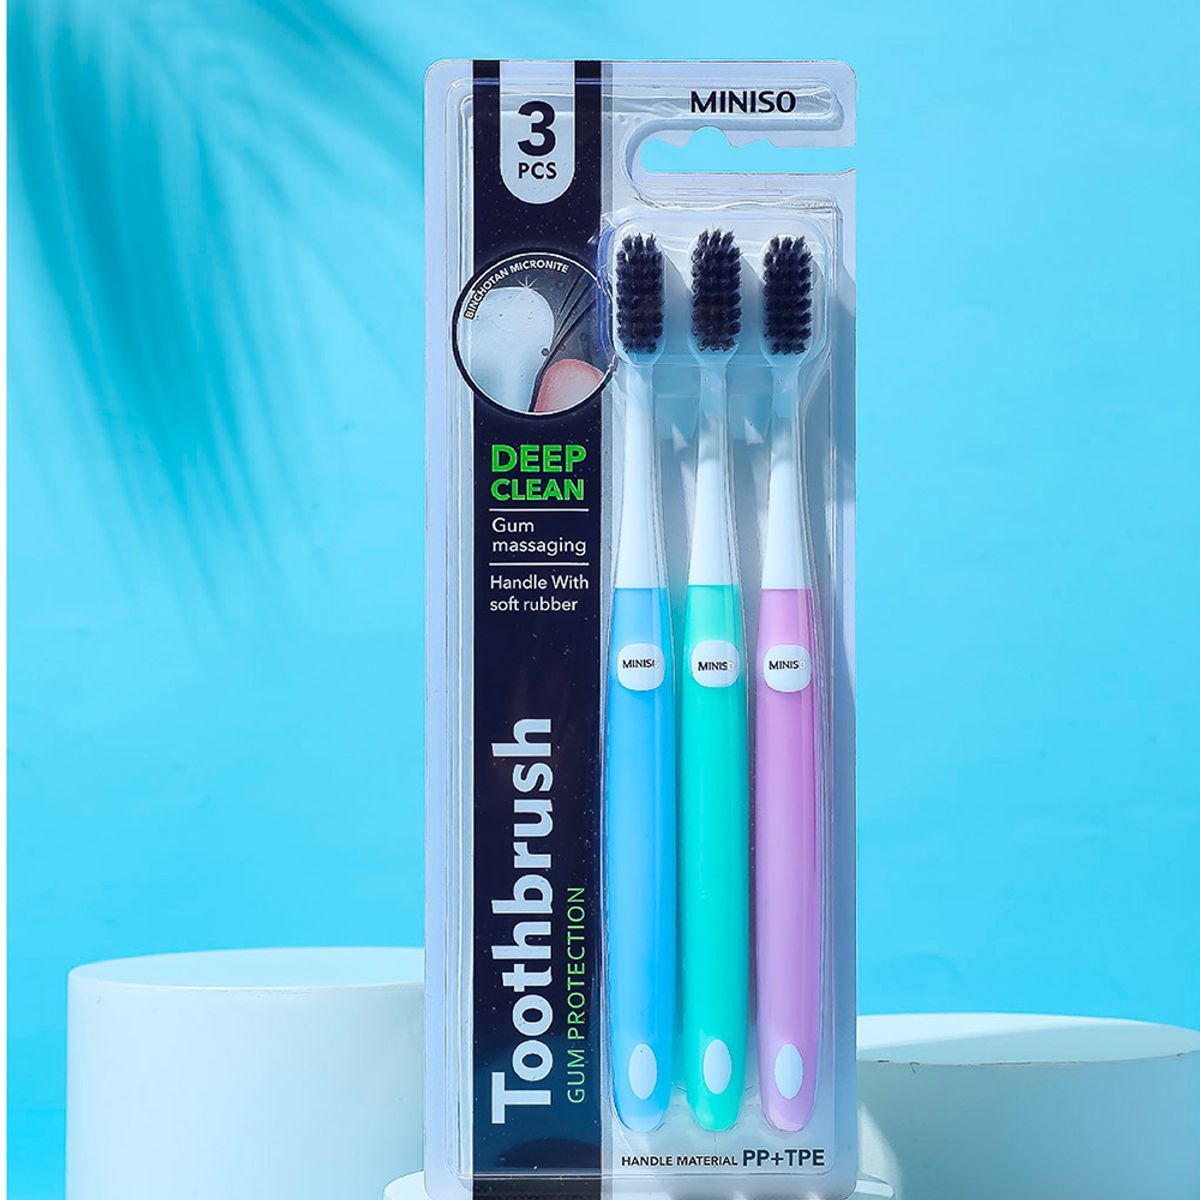 3
PCS
MINISO
BINCHOTAN MICRONITE
DEEP
CLEAN
Gum
massaging
Handle With
soft rubber
MINISO
MINISO
MINISO
Toothbrush
GUM PROTECTION
HANDLE MATERIAL PP+TPE